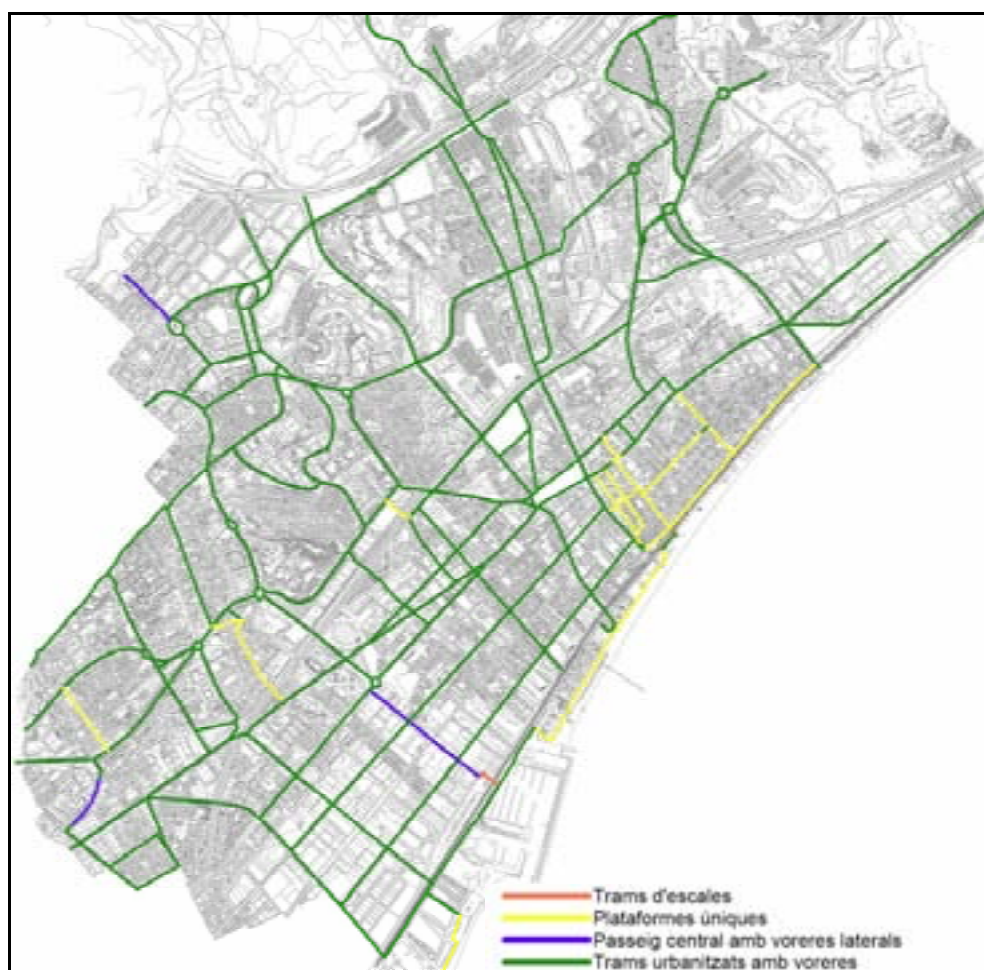 Trams d'escales
Plataformes úniques
Passeig central amb voreres laterals
Trams urbanitzats amb voreres